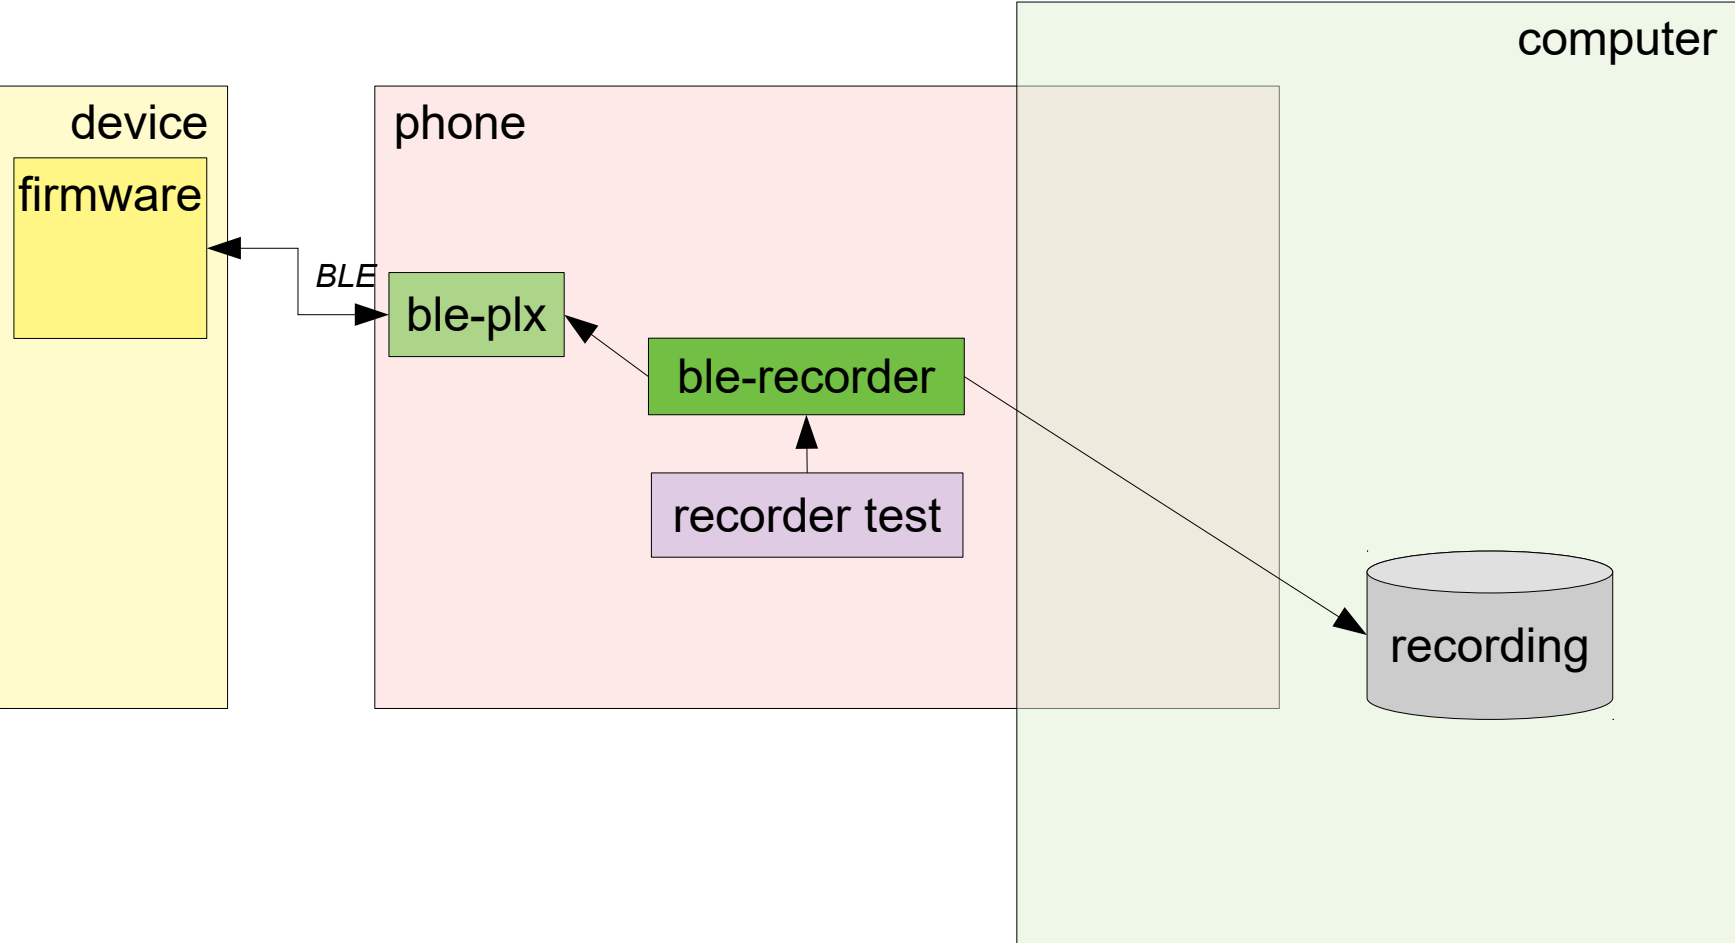 computer
device
phone
firmware
BLE
ble-plx
ble-recorder
recorder test
recording